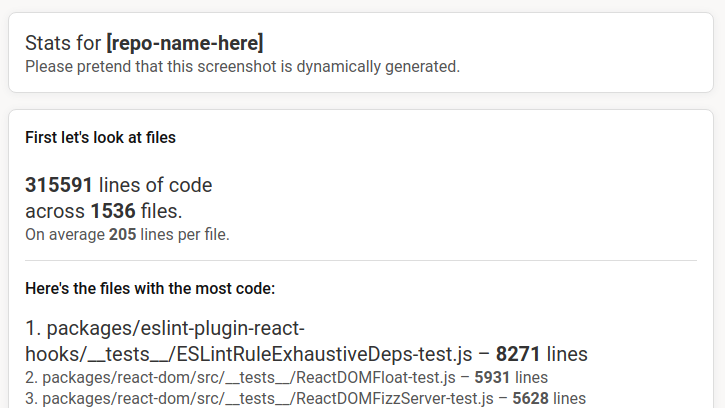 Stats for [repo-name-here]
Please pretend that this screenshot is dynamically generated.
First let's look at files
315591 lines of code
across 1536 files.
On average 205 lines per file.
Here's the files with the most code:
1. packages/eslint-plugin-react-
hooks/__tests__/ESLintRuleExhaustiveDeps-test.js – 8271 lines
2. packages/react-dom/src/__tests__/ReactDOMFloat-test.js – 5931 lines
3. packages/react-dom/src/__tests__/ReactDOMFizzServer-test.js – 5628 lines